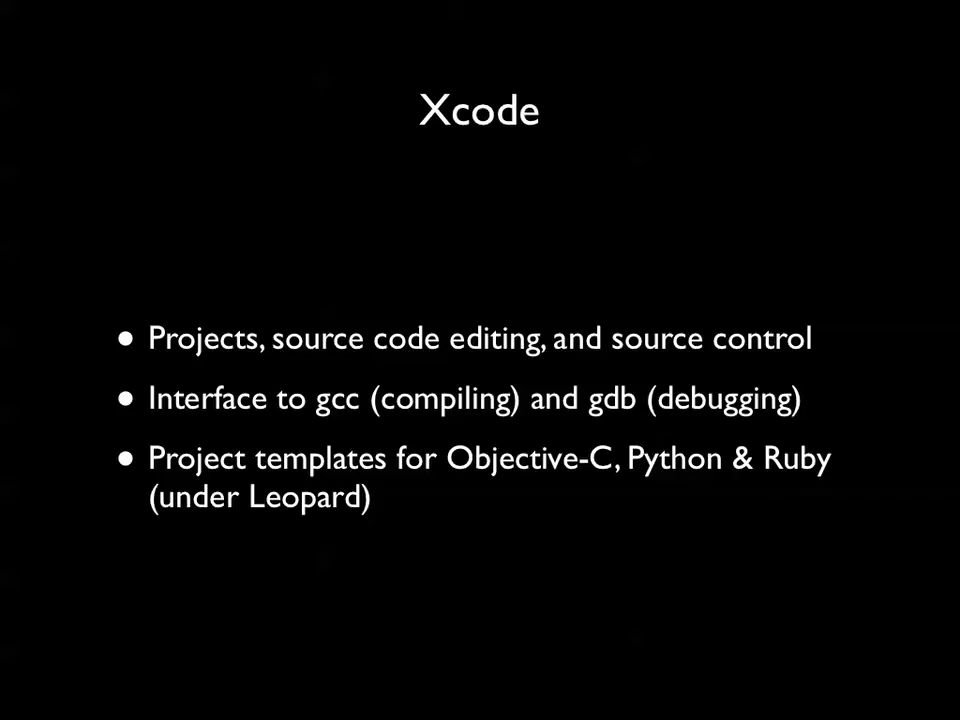 Xcode
• Projects, source code editing, and source control
• Interface to gcc (compiling) and gdb (debugging)
• Project templates for Objective-C, Python & Ruby
(under Leopard)